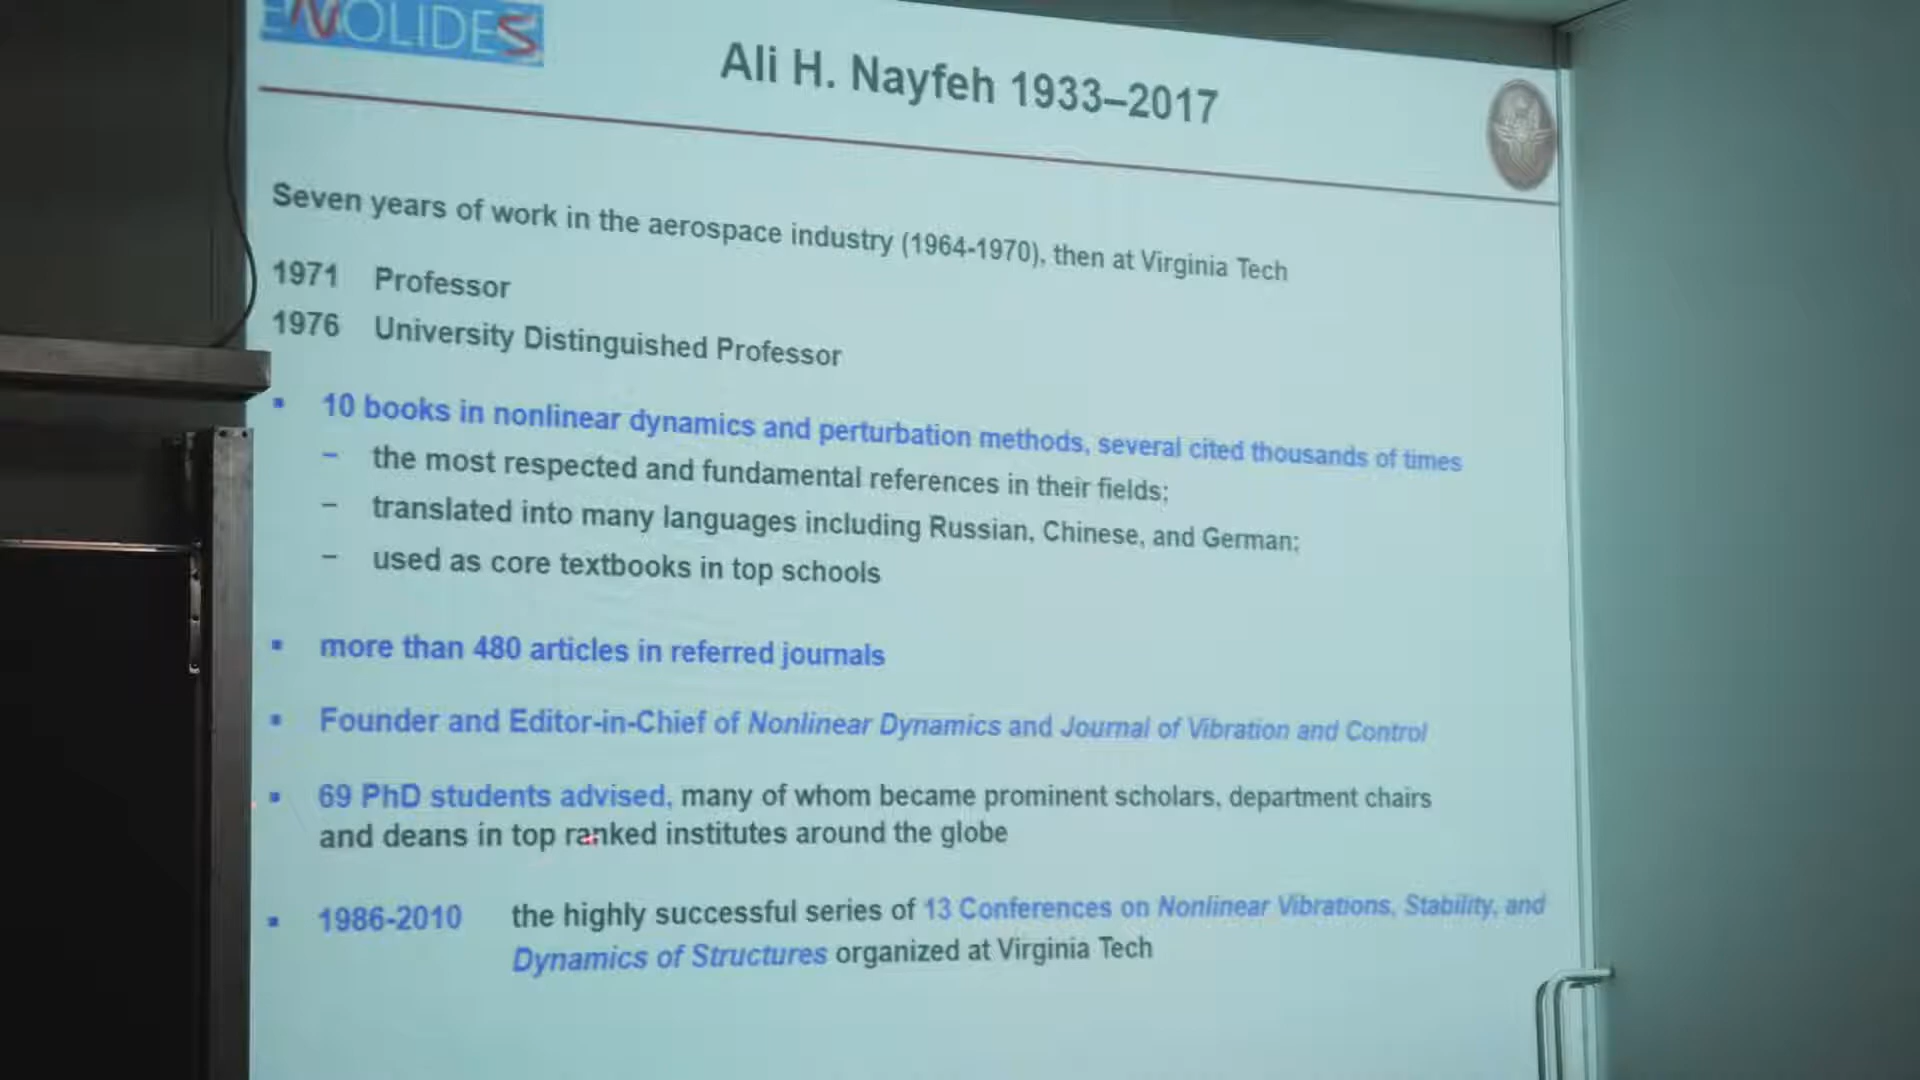 ENOLIDES
Ali H. Nayfeh 1933–2017
Seven years of work in the aerospace industry (1964-1970), then at Virginia Tech
1971 Professor
1976 University Distinguished Professor
▪ 10 books in nonlinear dynamics and perturbation methods, several cited thousands of times
– the most respected and fundamental references in their fields;
– translated into many languages including Russian, Chinese, and German;
– used as core textbooks in top schools
▪ more than 480 articles in referred journals
▪ Founder and Editor-in-Chief of Nonlinear Dynamics and Journal of Vibration and Control
▪ 69 PhD students advised, many of whom became prominent scholars, department chairs
and deans in top ranked institutes around the globe
▪ 1986-2010 the highly successful series of 13 Conferences on Nonlinear Vibrations, Stability, and
Dynamics of Structures organized at Virginia Tech